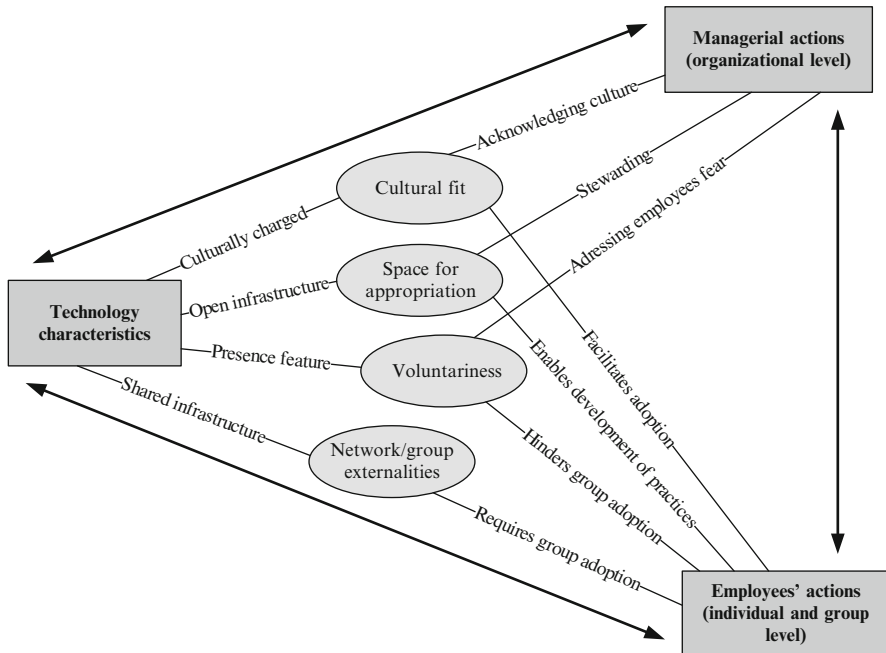 Managerial actions
(organizational level)
Acknowledging culture
Stewarding
Adressing employees fear
Cultural fit
Culturally charged
Space for
appropriation
Open infrastructure
Technology
characteristics
Presence feature
Voluntariness
Shared infrastructure
Network/group
externalities
Facilitates adoption
Enables development of practices
Hinders group adoption
Requires group adoption
Employees’ actions
(individual and group
level)